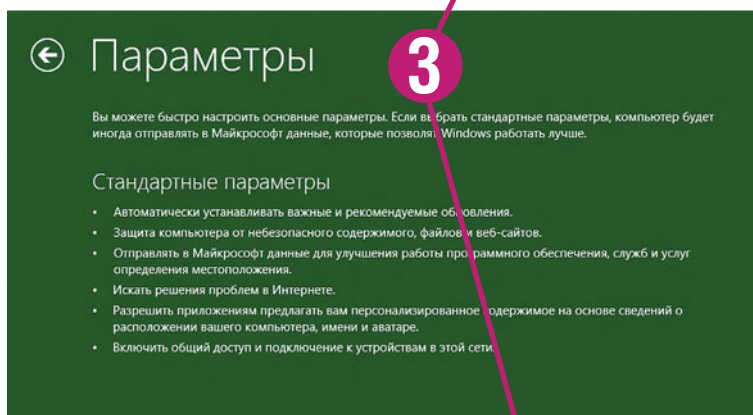 Параметры
3
Вы можете быстро настроить основные параметры. Если выбрать стандартные параметры, компьютер будет
иногда отправлять в Майкрософт данные, которые позволят Windows работать лучше.
Стандартные параметры
• Автоматически устанавливать важные и рекомендуемые обновления.
• Защита компьютера от небезопасного содержимого, файлов и веб-сайтов.
• Отправлять в Майкрософт данные для улучшения работы программного обеспечения, служб и услуг
определения местоположения.
• Искать решения проблем в Интернете.
• Разрешить приложениям предлагать вам персонализированное содержимое на основе сведений о
расположении вашего компьютера, имени и аватаре.
• Включить общий доступ и подключение к устройствам в этой сети.